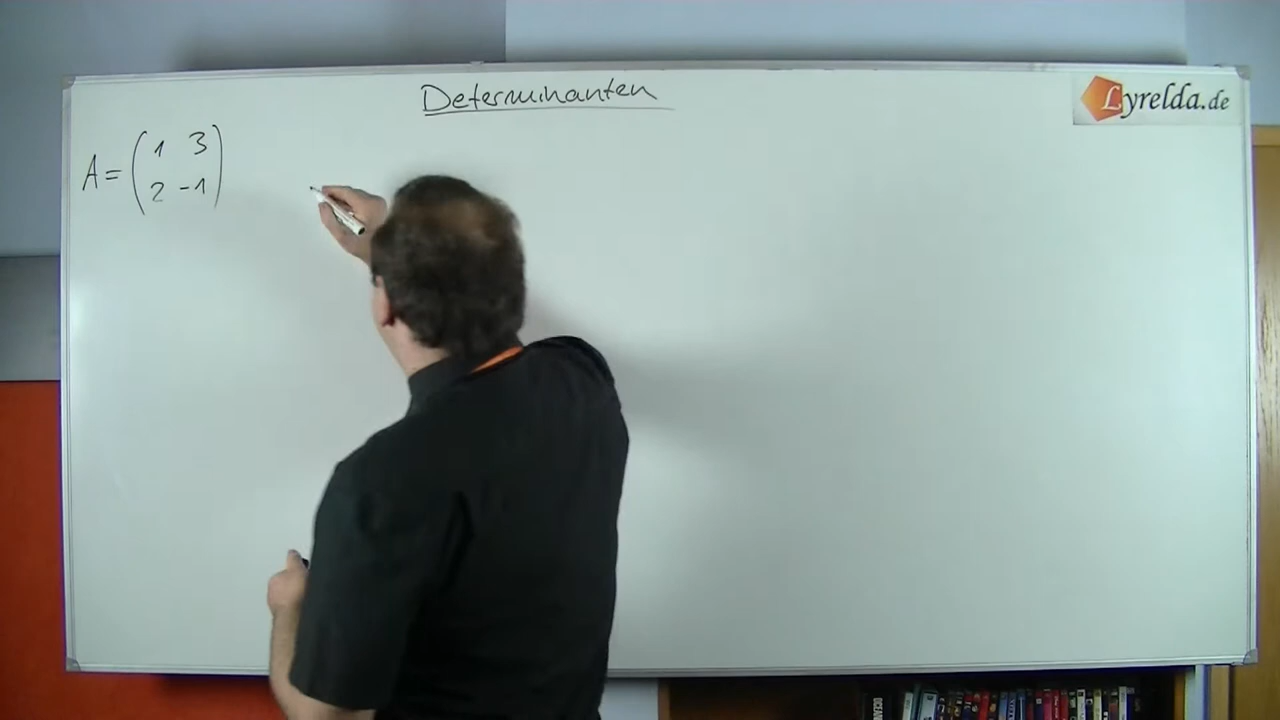 Determinanten
Lyrelda.de
A = ( 1 3
2 -1 )